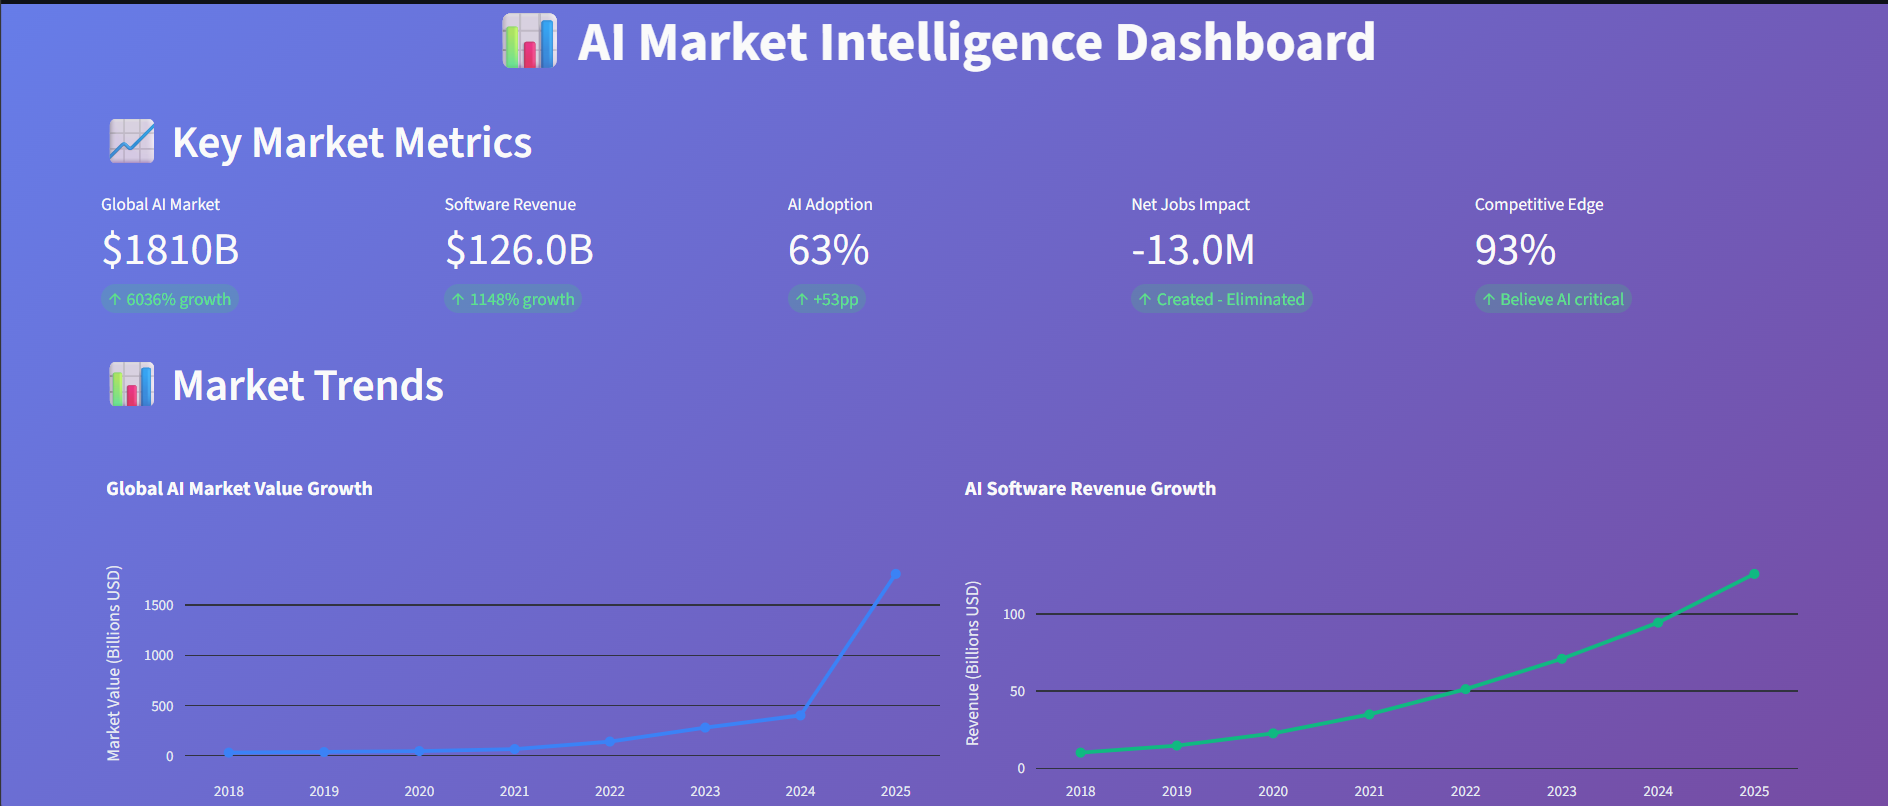 AI Market Intelligence Dashboard
Key Market Metrics
Global AI Market
$1810B
↑ 6036% growth
Software Revenue
$126.0B
↑ 1148% growth
AI Adoption
63%
↑ +53pp
Net Jobs Impact
-13.0M
↑ Created - Eliminated
Competitive Edge
93%
↑ Believe AI critical
Market Trends
Global AI Market Value Growth
Market Value (Billions USD)
1500
1000
500
0
2018 2019 2020 2021 2022 2023 2024 2025
AI Software Revenue Growth
Revenue (Billions USD)
100
50
0
2018 2019 2020 2021 2022 2023 2024 2025